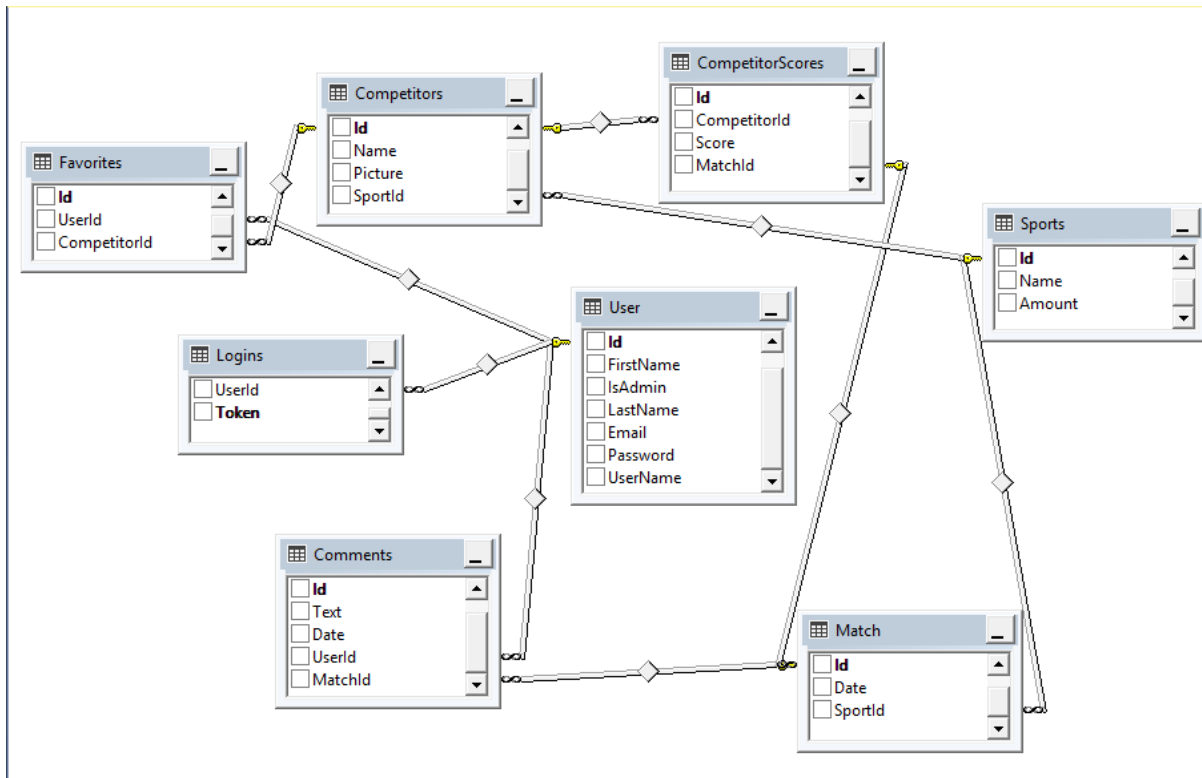 CompetitorScores
Id
CompetitorId
Score
MatchId
Competitors
Id
Name
Picture
SportId
Favorites
Id
UserId
CompetitorId
Sports
Id
Name
Amount
User
Id
FirstName
IsAdmin
LastName
Email
Password
UserName
Logins
UserId
Token
Comments
Id
Text
Date
UserId
MatchId
Match
Id
Date
SportId